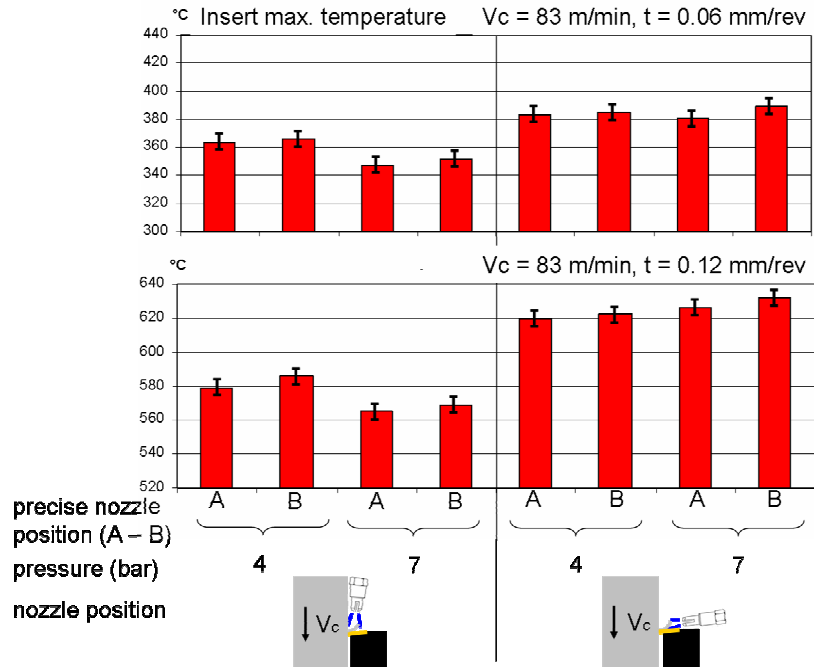 °C Insert max. temperature Vc = 83 m/min, t = 0.06 mm/rev
440
420
400
380
360
340
320
300
°C Vc = 83 m/min, t = 0.12 mm/rev
640
620
600
580
560
540
520
A B A B A B A B
precise nozzle
position (A – B)
pressure (bar) 4 7 4 7
nozzle position
Vc Vc